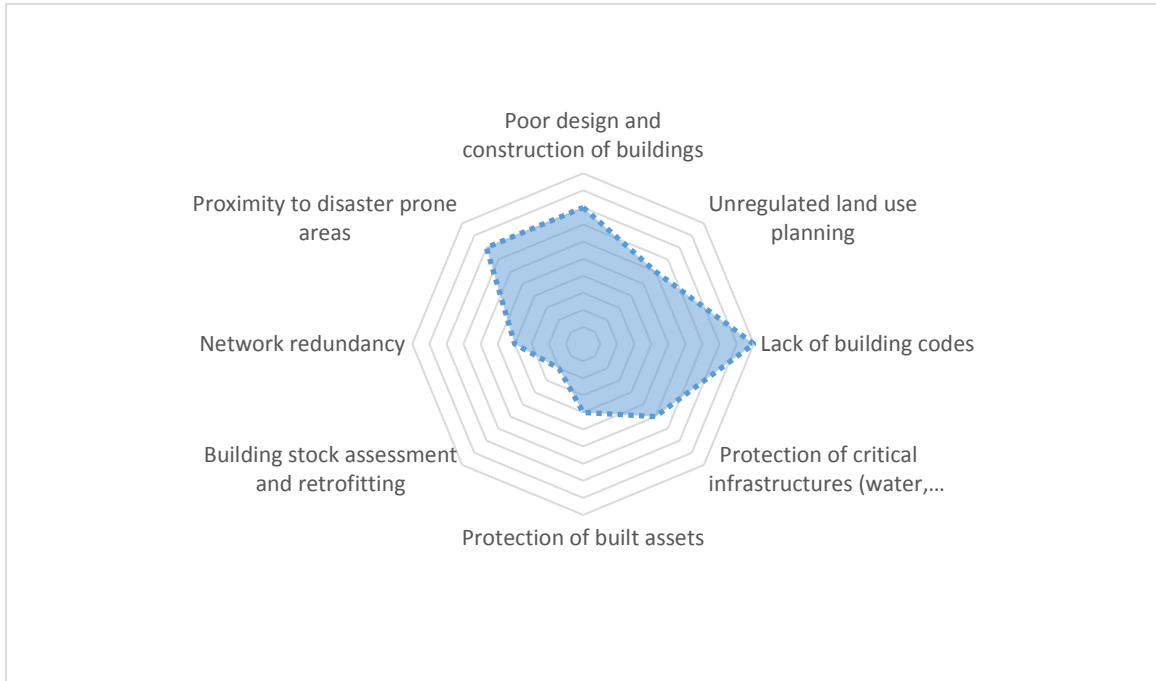 Poor design and
construction of buildings
Unregulated land use
planning
Lack of building codes
Protection of critical
infrastructures (water,…
Protection of built assets
Building stock assessment
and retrofitting
Network redundancy
Proximity to disaster prone
areas